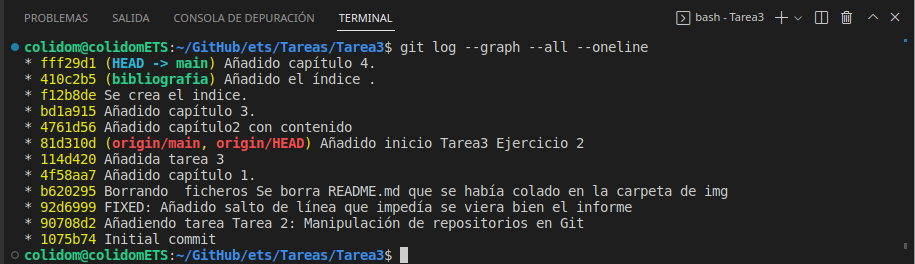 PROBLEMAS SALIDA CONSOLA DE DEPURACIÓN TERMINAL bash - Tarea3
colidom@colidomETS:~/GitHub/ets/Tareas/Tarea3$ git log --graph --all --oneline
* fff29d1 (HEAD -> main) Añadido capítulo 4.
* 410c2b5 (bibliografia) Añadido el índice .
* f12b8de Se crea el indice.
* bd1a915 Añadido capítulo 3.
* 4761d56 Añadido capítulo2 con contenido
* 81d310d (origin/main, origin/HEAD) Añadido inicio Tarea3 Ejercicio 2
* 114d420 Añadida tarea 3
* 4f58aa7 Añadido capítulo 1.
* b620295 Borrando  ficheros Se borra README.md que se había colado en la carpeta de img
* 92d6999 FIXED: Añadido salto de línea que impedía se viera bien el informe
* 90708d2 Añadiendo tarea Tarea 2: Manipulación de repositorios en Git
* 1075b74 Initial commit
colidom@colidomETS:~/GitHub/ets/Tareas/Tarea3$